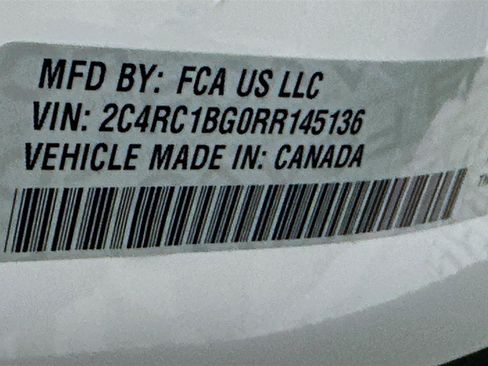 MFD BY: FCA US LLC
VIN: 2C4RC1BG0RR145136
VEHICLE MADE IN: CANADA